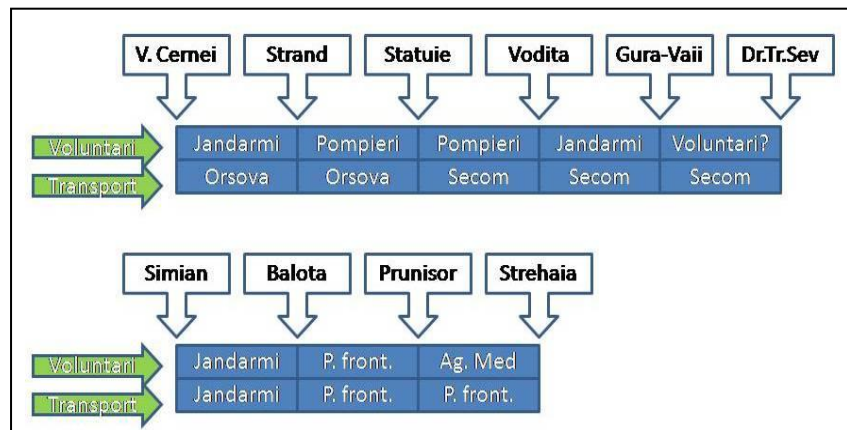 V. Cernei Strand Statuie Vodita Gura-Vaii Dr.Tr.Sev
Voluntari Jandarmi Pompieri Pompieri Jandarmi Voluntari?
Transport Orsova Orsova Secom Secom Secom
Simian Balota Prunisor Strehaia
Voluntari Jandarmi P. front. Ag. Med
Transport Jandarmi P. front. P. front.